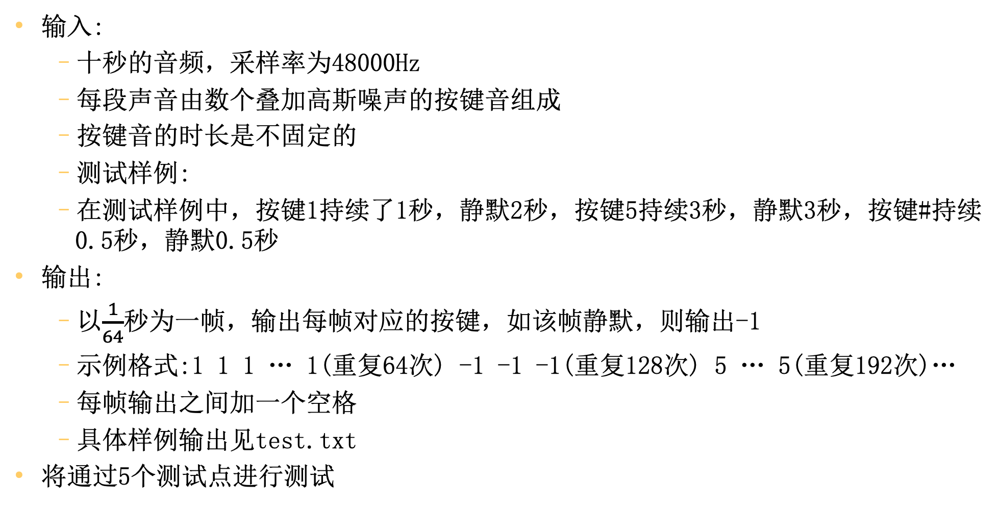 • 输入:
– 十秒的音频，采样率为48000Hz
– 每段声音由数个叠加高斯噪声的按键音组成
– 按键音的时长是不固定的
– 测试样例:
– 在测试样例中，按键1持续了1秒，静默2秒，按键5持续3秒，静默3秒，按键#持续
0.5秒，静默0.5秒
• 输出:
– 以1/64秒为一帧，输出每帧对应的按键，如该帧静默，则输出-1
– 示例格式:1 1 1 … 1(重复64次) -1 -1 -1(重复128次) 5 … 5(重复192次)…
– 每帧输出之间加一个空格
– 具体样例输出见test.txt
• 将通过5个测试点进行测试